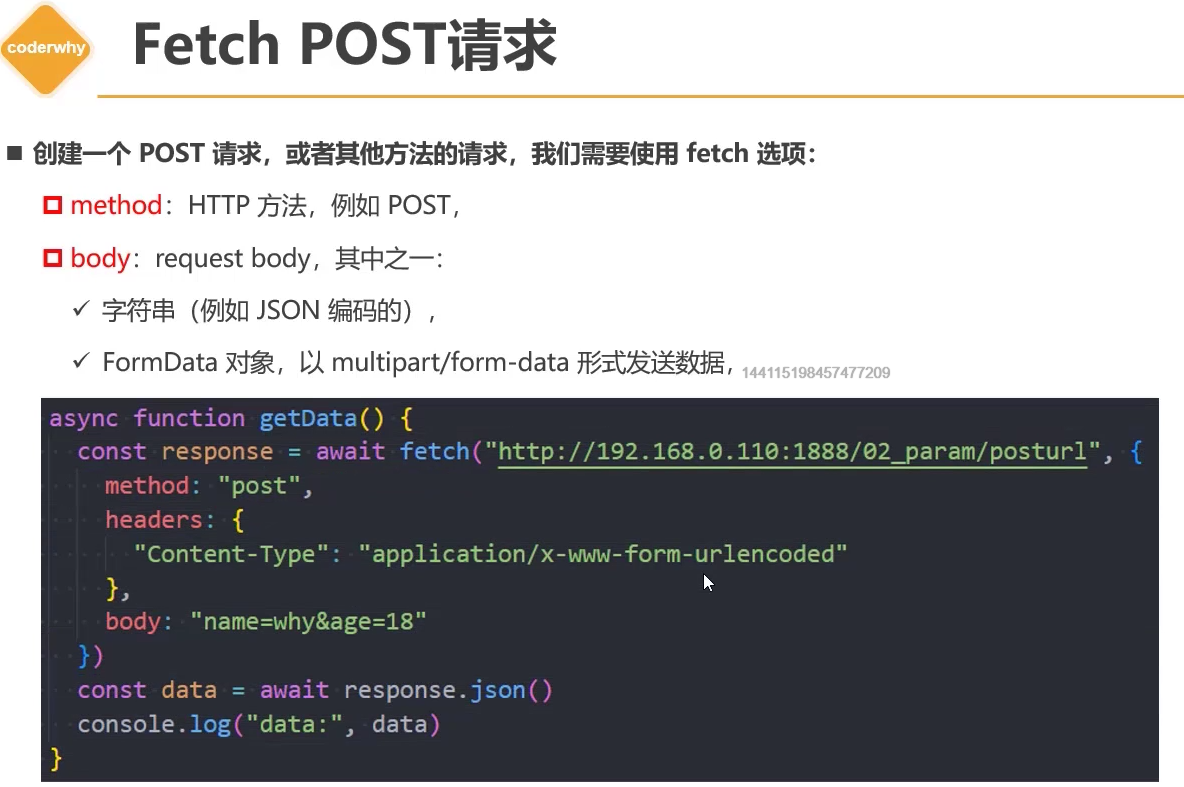 coderwhy
Fetch POST请求
创建一个 POST 请求，或者其他方法的请求，我们需要使用 fetch 选项：
method：HTTP 方法，例如 POST，
body：request body，其中之一：
字符串（例如 JSON 编码的），
FormData 对象，以 multipart/form-data 形式发送数据，
144115198457477209
async function getData() {
  const response = await fetch("http://192.168.0.110:1888/02_param/posturl", {
    method: "post",
    headers: {
      "Content-Type": "application/x-www-form-urlencoded"
    },
    body: "name=why&age=18"
  })
  const data = await response.json()
  console.log("data:", data)
}